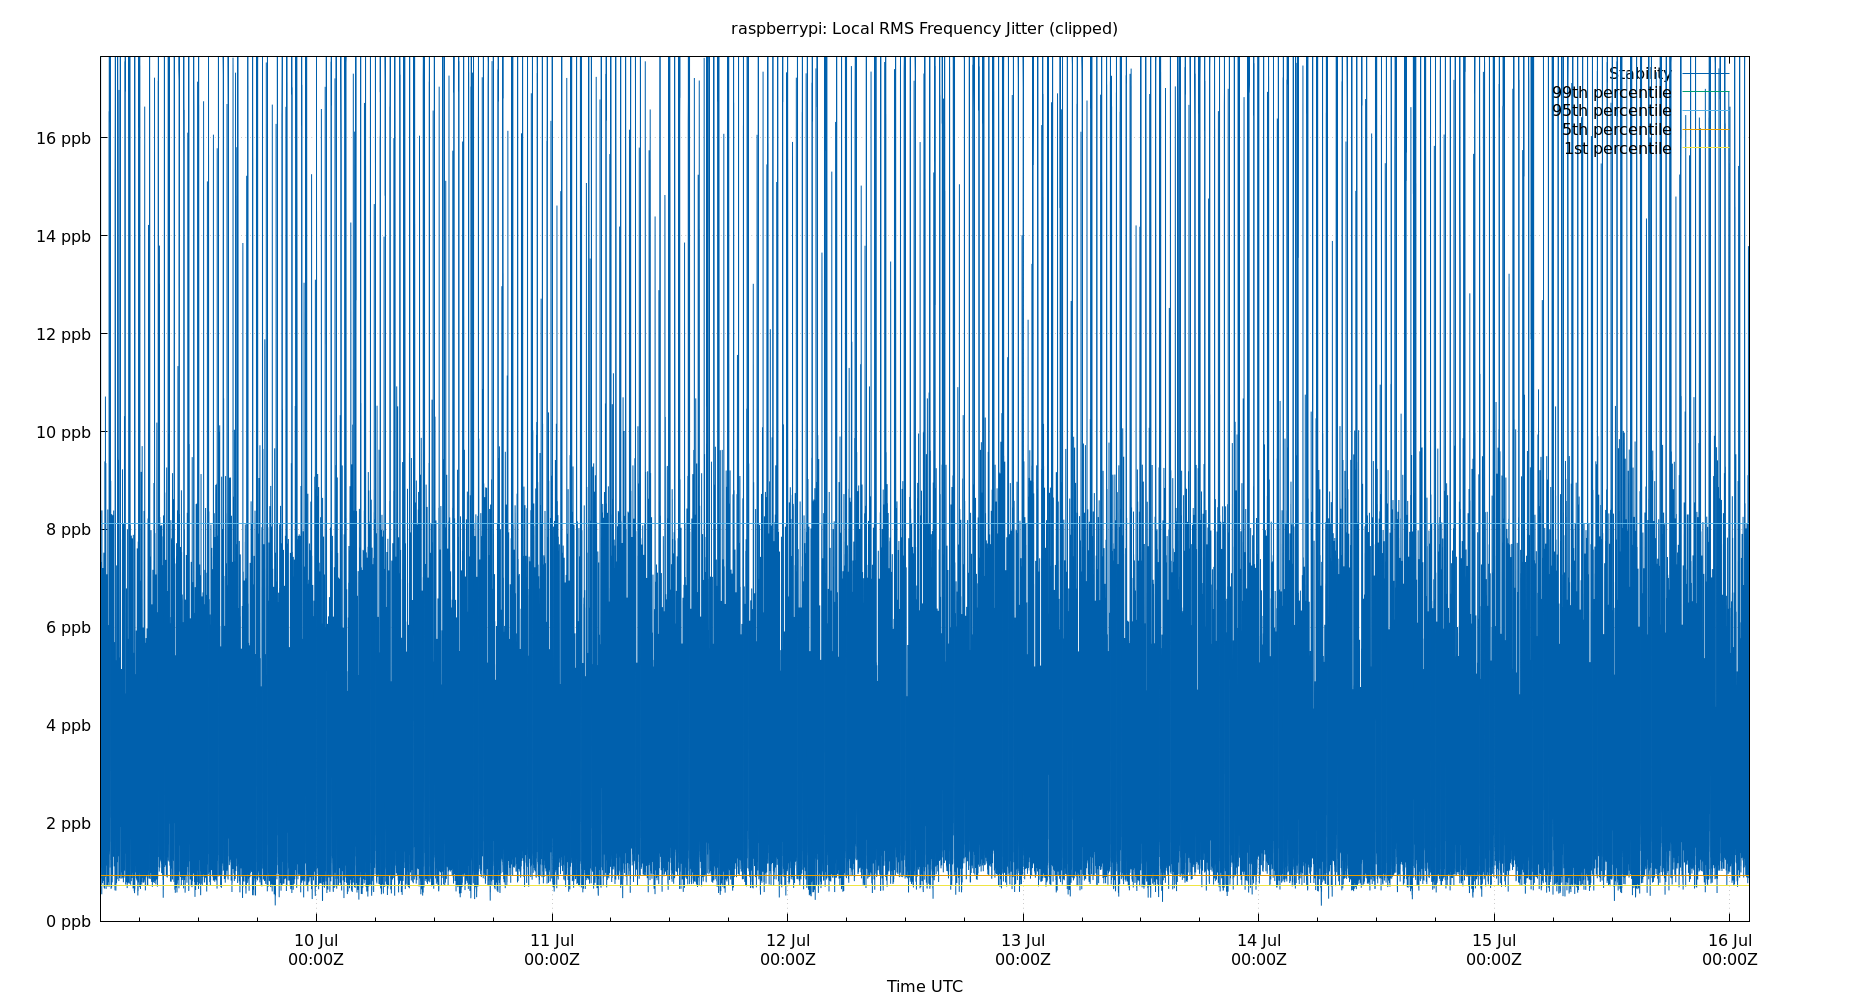 raspberrypi: Local RMS Frequency Jitter (clipped)
Stability
99th percentile
95th percentile
5th percentile
1st percentile
16 ppb
14 ppb
12 ppb
10 ppb
8 ppb
6 ppb
4 ppb
2 ppb
0 ppb
10 Jul 11 Jul 12 Jul 13 Jul 14 Jul 15 Jul 16 Jul
00:00Z 00:00Z 00:00Z 00:00Z 00:00Z 00:00Z 00:00Z
Time UTC